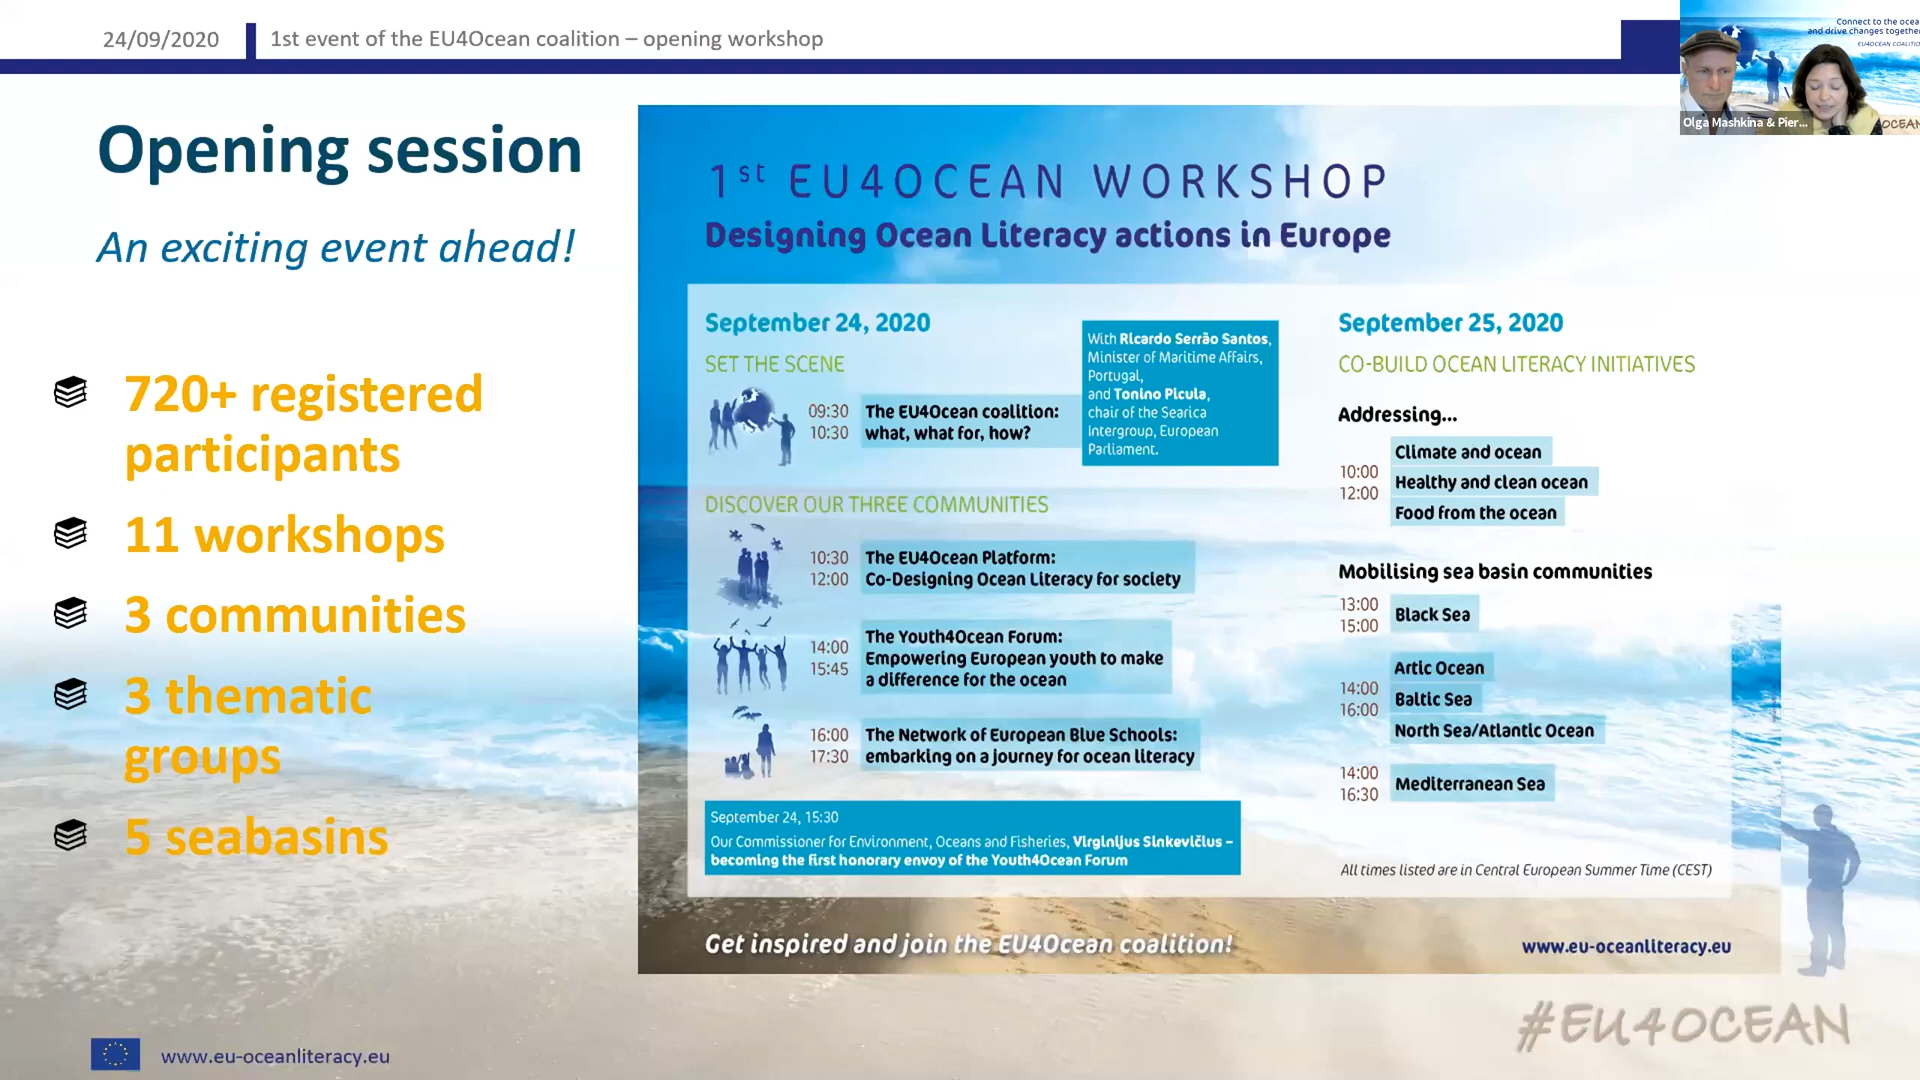 24/09/2020
1st event of the EU4Ocean coalition – opening workshop
Connect to the ocea
and drive changes together
EU4OCEAN COALITIO
Olga Mashkina & Pier...
OCEAN
Opening session
An exciting event ahead!
720+ registered
participants
11 workshops
3 communities
3 thematic
groups
5 seabasins
1st EU4OCEAN WORKSHOP
Designing Ocean Literacy actions in Europe
September 24, 2020
SET THE SCENE
09:30
10:30
The EU4Ocean coalition:
what, what for, how?
With Ricardo Serrão Santos,
Minister of Maritime Affairs,
Portugal,
and Tonino Picula,
chair of the Searica
Intergroup, European
Parliament.
DISCOVER OUR THREE COMMUNITIES
10:30
12:00
The EU4Ocean Platform:
Co-Designing Ocean Literacy for society
14:00
15:45
The Youth4Ocean Forum:
Empowering European youth to make
a difference for the ocean
16:00
17:30
The Network of European Blue Schools:
embarking on a journey for ocean literacy
September 24, 15:30
Our Commissioner for Environment, Oceans and Fisheries, Virginijus Sinkevičius –
becoming the first honorary envoy of the Youth4Ocean Forum
September 25, 2020
CO-BUILD OCEAN LITERACY INITIATIVES
Addressing...
10:00
12:00
Climate and ocean
Healthy and clean ocean
Food from the ocean
Mobilising sea basin communities
13:00
15:00
Black Sea
14:00
16:00
Artic Ocean
Baltic Sea
North Sea/Atlantic Ocean
14:00
16:30
Mediterranean Sea
All times listed are in Central European Summer Time (CEST)
Get inspired and join the EU4Ocean coalition!
www.eu-oceanliteracy.eu
#EU4OCEAN
www.eu-oceanliteracy.eu